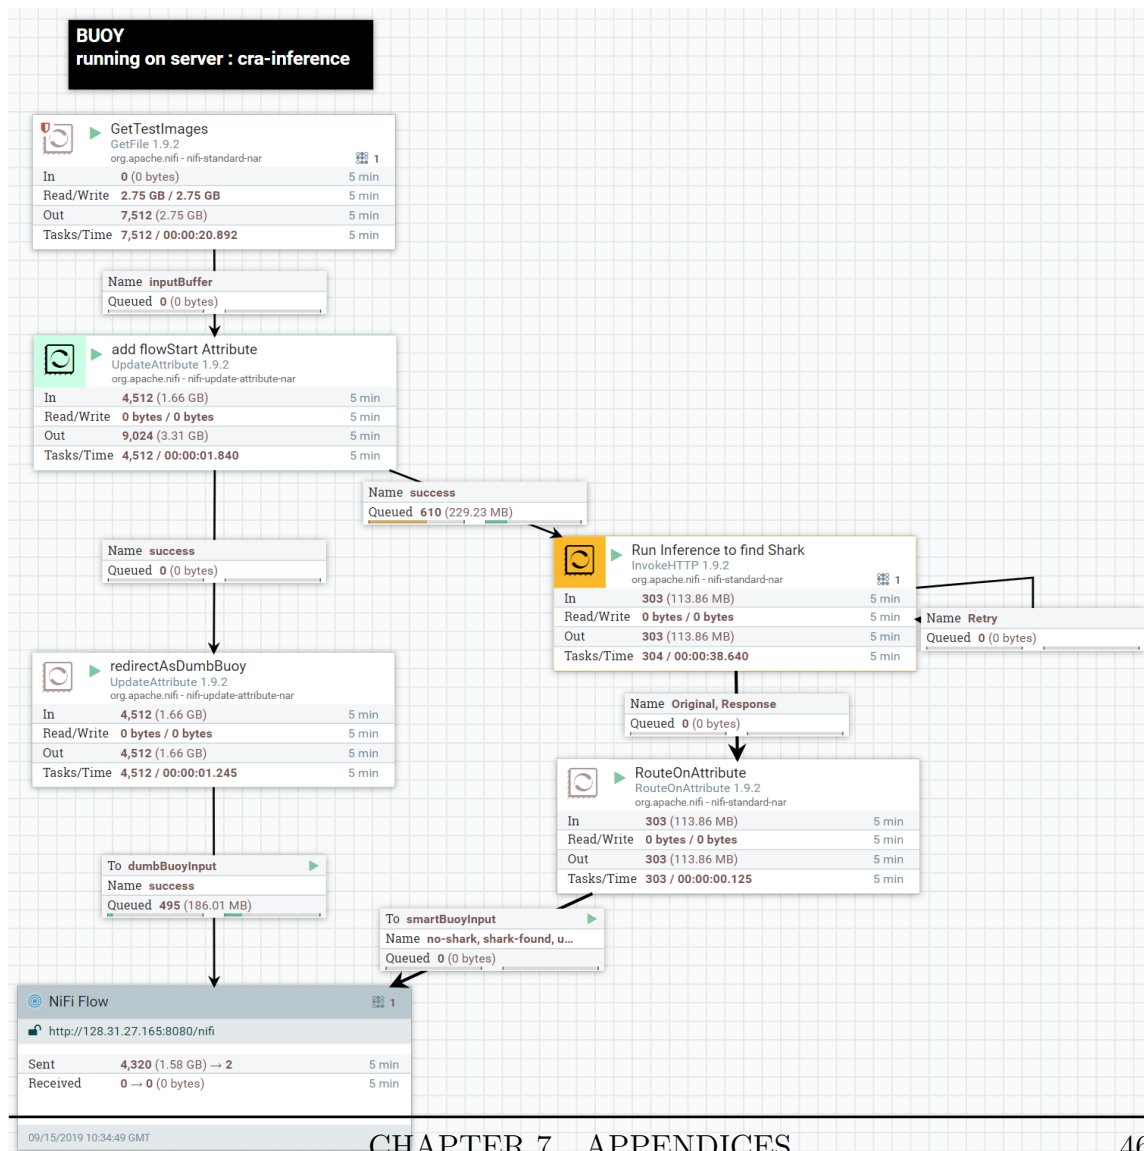 BUOY
running on server : cra-inference
GetTestImages
GetFile 1.9.2
org.apache.nifi - nifi-standard-nar
1
In 0 (0 bytes) 5 min
Read/Write 2.75 GB / 2.75 GB 5 min
Out 7,512 (2.75 GB) 5 min
Tasks/Time 7,512 / 00:00:20.892 5 min
Name inputBuffer
Queued 0 (0 bytes)
add flowStart Attribute
UpdateAttribute 1.9.2
org.apache.nifi - nifi-update-attribute-nar
In 4,512 (1.66 GB) 5 min
Read/Write 0 bytes / 0 bytes 5 min
Out 9,024 (3.31 GB) 5 min
Tasks/Time 4,512 / 00:00:01.840 5 min
Name success
Queued 610 (229.23 MB)
Name success
Queued 0 (0 bytes)
Run Inference to find Shark
InvokeHTTP 1.9.2
org.apache.nifi - nifi-standard-nar
1
In 303 (113.86 MB) 5 min
Read/Write 0 bytes / 0 bytes 5 min
Out 303 (113.86 MB) 5 min
Tasks/Time 304 / 00:00:38.640 5 min
Name Retry
Queued 0 (0 bytes)
redirectAsDumbBuoy
UpdateAttribute 1.9.2
org.apache.nifi - nifi-update-attribute-nar
In 4,512 (1.66 GB) 5 min
Read/Write 0 bytes / 0 bytes 5 min
Out 4,512 (1.66 GB) 5 min
Tasks/Time 4,512 / 00:00:01.245 5 min
Name Original, Response
Queued 0 (0 bytes)
RouteOnAttribute
RouteOnAttribute 1.9.2
org.apache.nifi - nifi-standard-nar
In 303 (113.86 MB) 5 min
Read/Write 0 bytes / 0 bytes 5 min
Out 303 (113.86 MB) 5 min
Tasks/Time 303 / 00:00:00.125 5 min
To dumbBuoyInput
Name success
Queued 495 (186.01 MB)
To smartBuoyInput
Name no-shark, shark-found, u...
Queued 0 (0 bytes)
NiFi Flow
1
http://128.31.27.165:8080/nifi
Sent 4,320 (1.58 GB) → 2 5 min
Received 0 → 0 (0 bytes) 5 min
09/15/2019 10:34:49 GMT
CHAPTER 7 APPENDICES 46